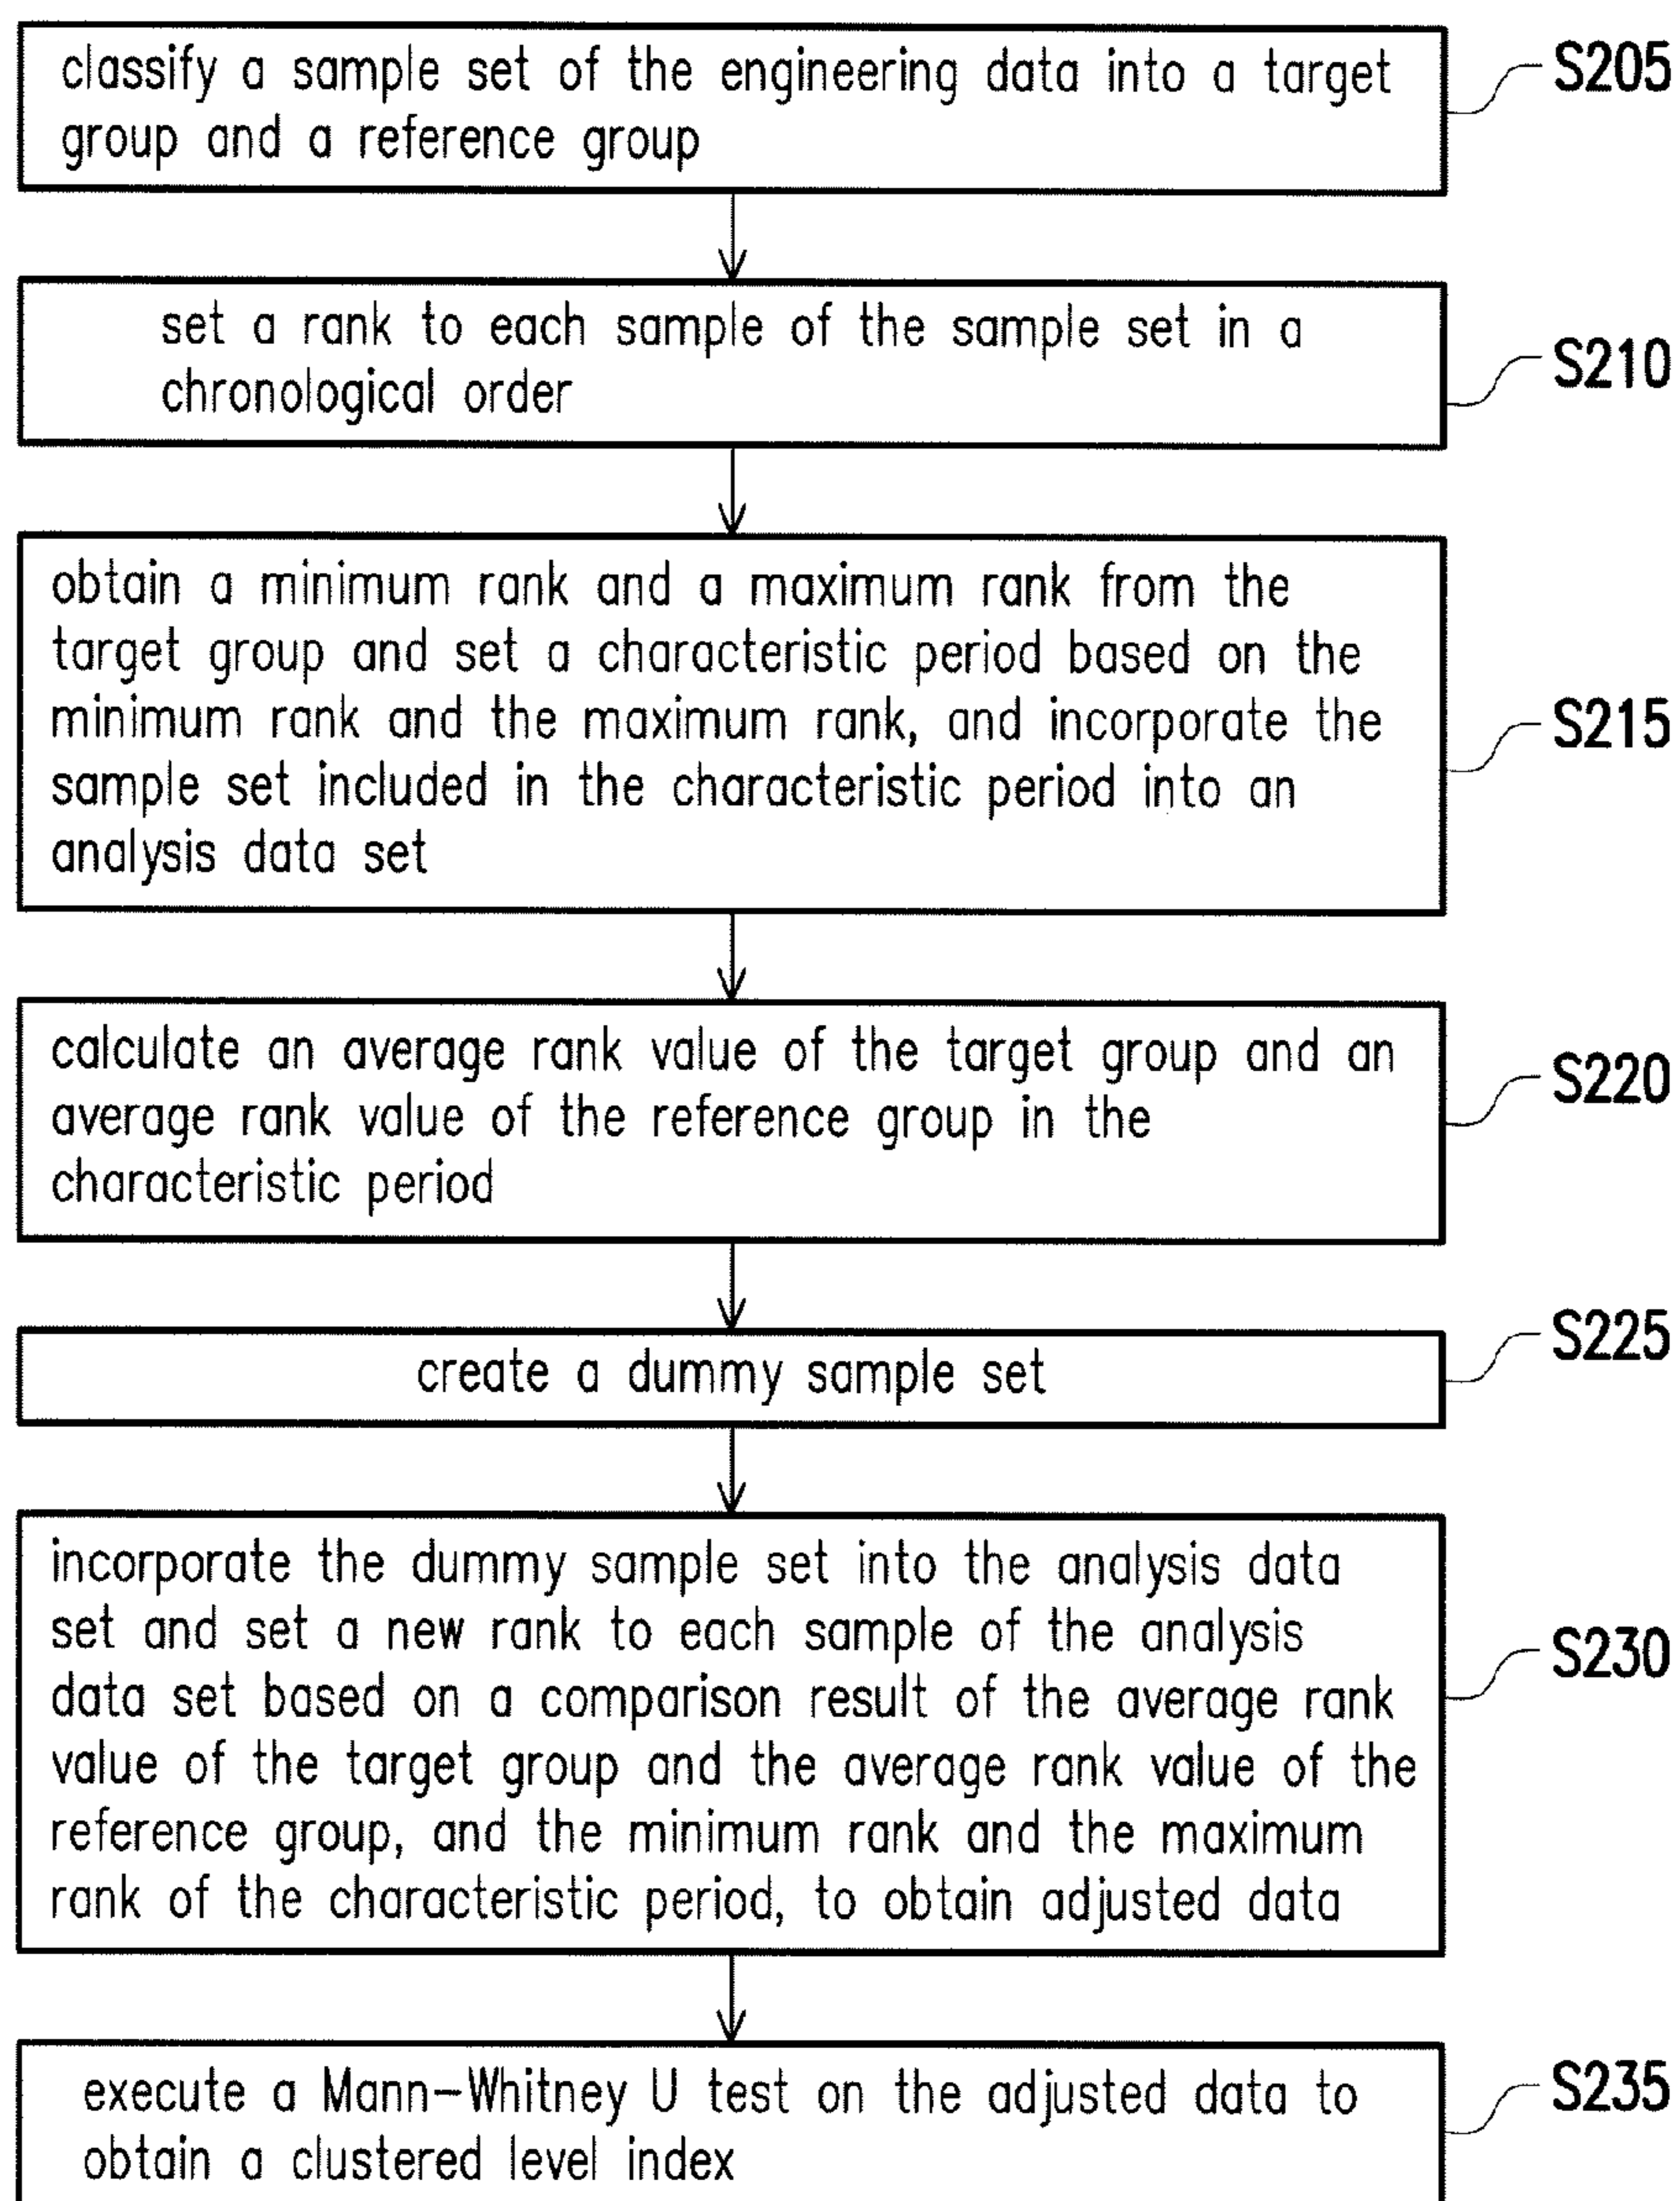 classify a sample set of the engineering data into a target
group and a reference group
S205
set a rank to each sample of the sample set in a
chronological order
S210
obtain a minimum rank and a maximum rank from the
target group and set a characteristic period based on the
minimum rank and the maximum rank, and incorporate the
sample set included in the characteristic period into an
analysis data set
S215
calculate an average rank value of the target group and an
average rank value of the reference group in the
characteristic period
S220
create a dummy sample set
S225
incorporate the dummy sample set into the analysis data
set and set a new rank to each sample of the analysis
data set based on a comparison result of the average rank
value of the target group and the average rank value of the
reference group, and the minimum rank and the maximum
rank of the characteristic period, to obtain adjusted data
S230
execute a Mann-Whitney U test on the adjusted data to
obtain a clustered level index
S235